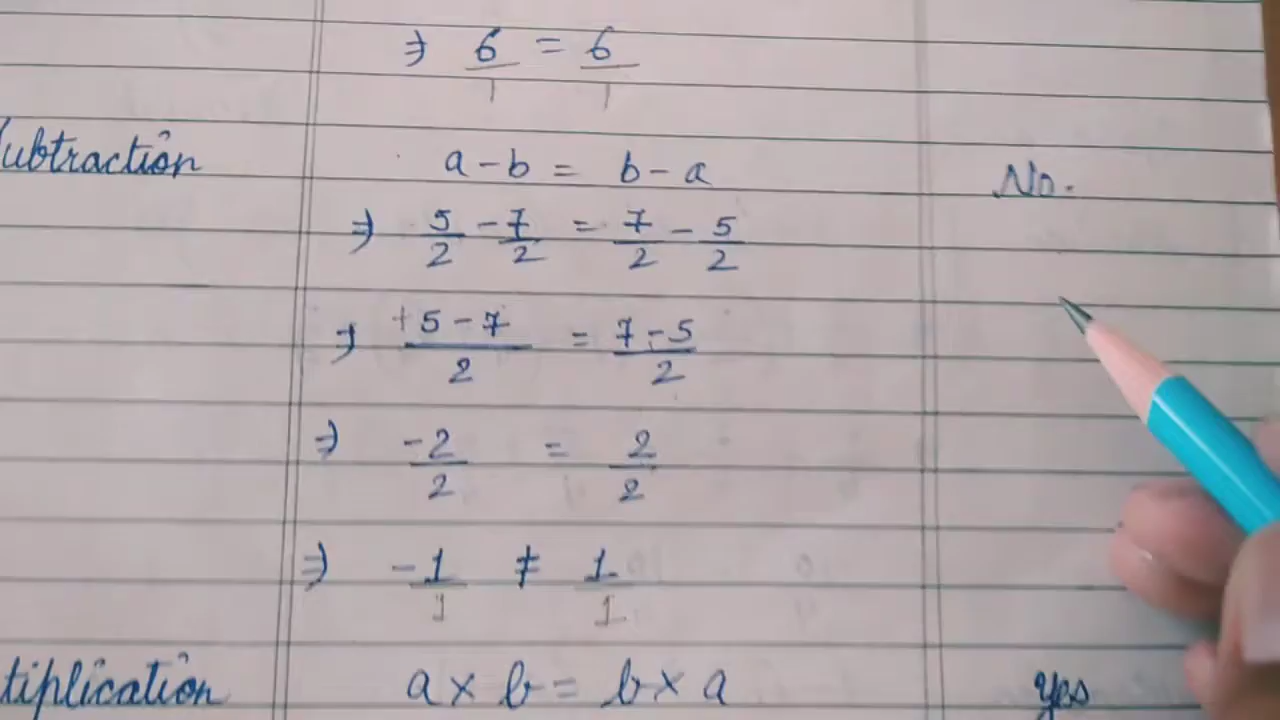 ⇒ 6/1 = 6/1
ubtraction a - b = b - a No.
⇒ 5/2 - 7/2 = 7/2 - 5/2
⇒ +5 - 7/2 = 7 - 5/2
⇒ -2/2 = 2/2
⇒ -1/1 ≠ 1/1
tiplication a × b = b × a yes